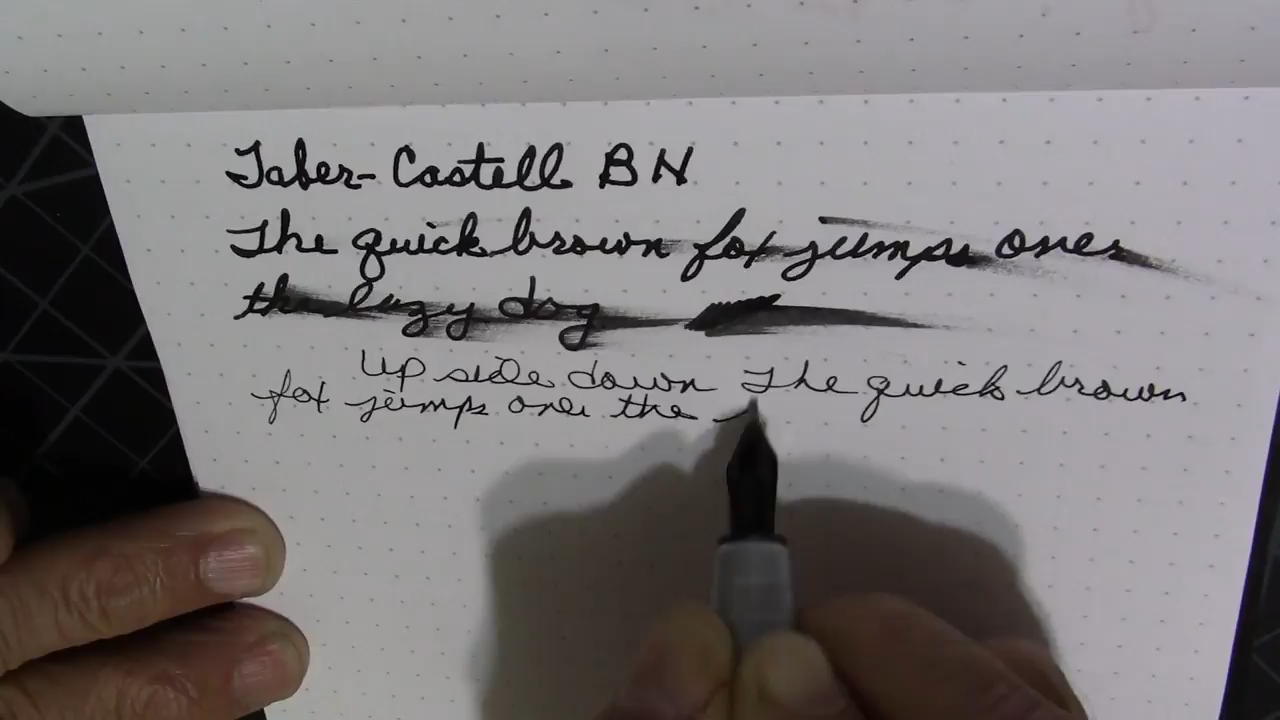 Faber-Castell BN
The quick brown fox jumps over
the lazy dog
Up side down The quick brown
fox jumps over the